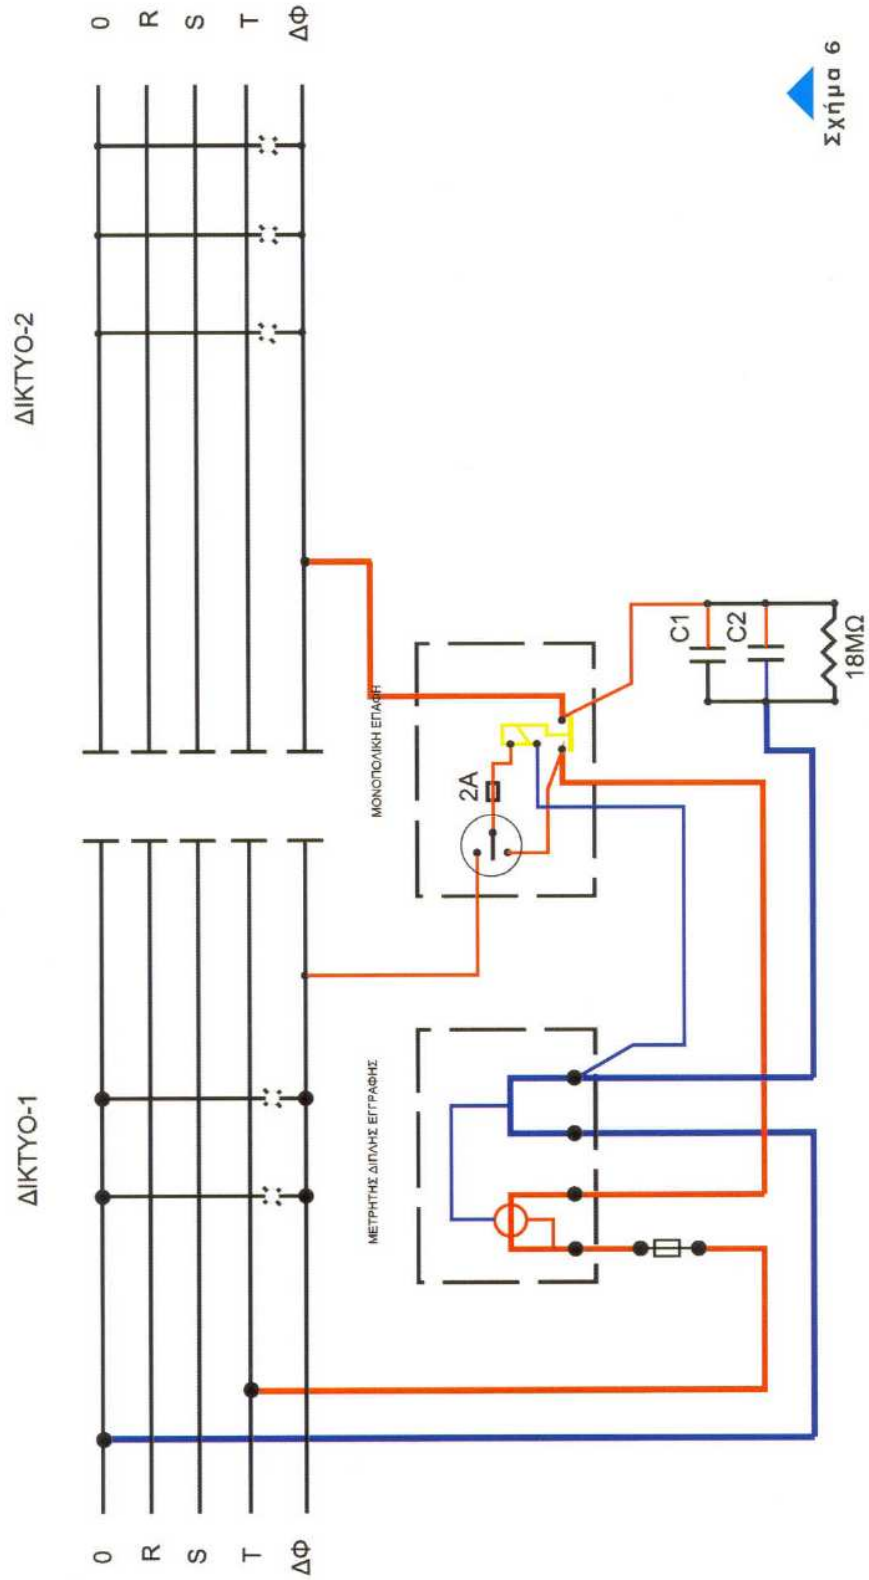 ΔΙΚΤΥΟ-1
ΔΙΚΤΥΟ-2
0
0
R
R
S
S
T
T
ΔΦ
ΔΦ
ΜΕΤΡΗΤΗΣ ΔΙΠΛΗΣ ΕΓΓΡΑΦΗΣ
ΜΟΝΟΠΟΛΙΚΗ ΕΠΑΦΗ
2A
C1
C2
18MΩ
Σχήμα 6